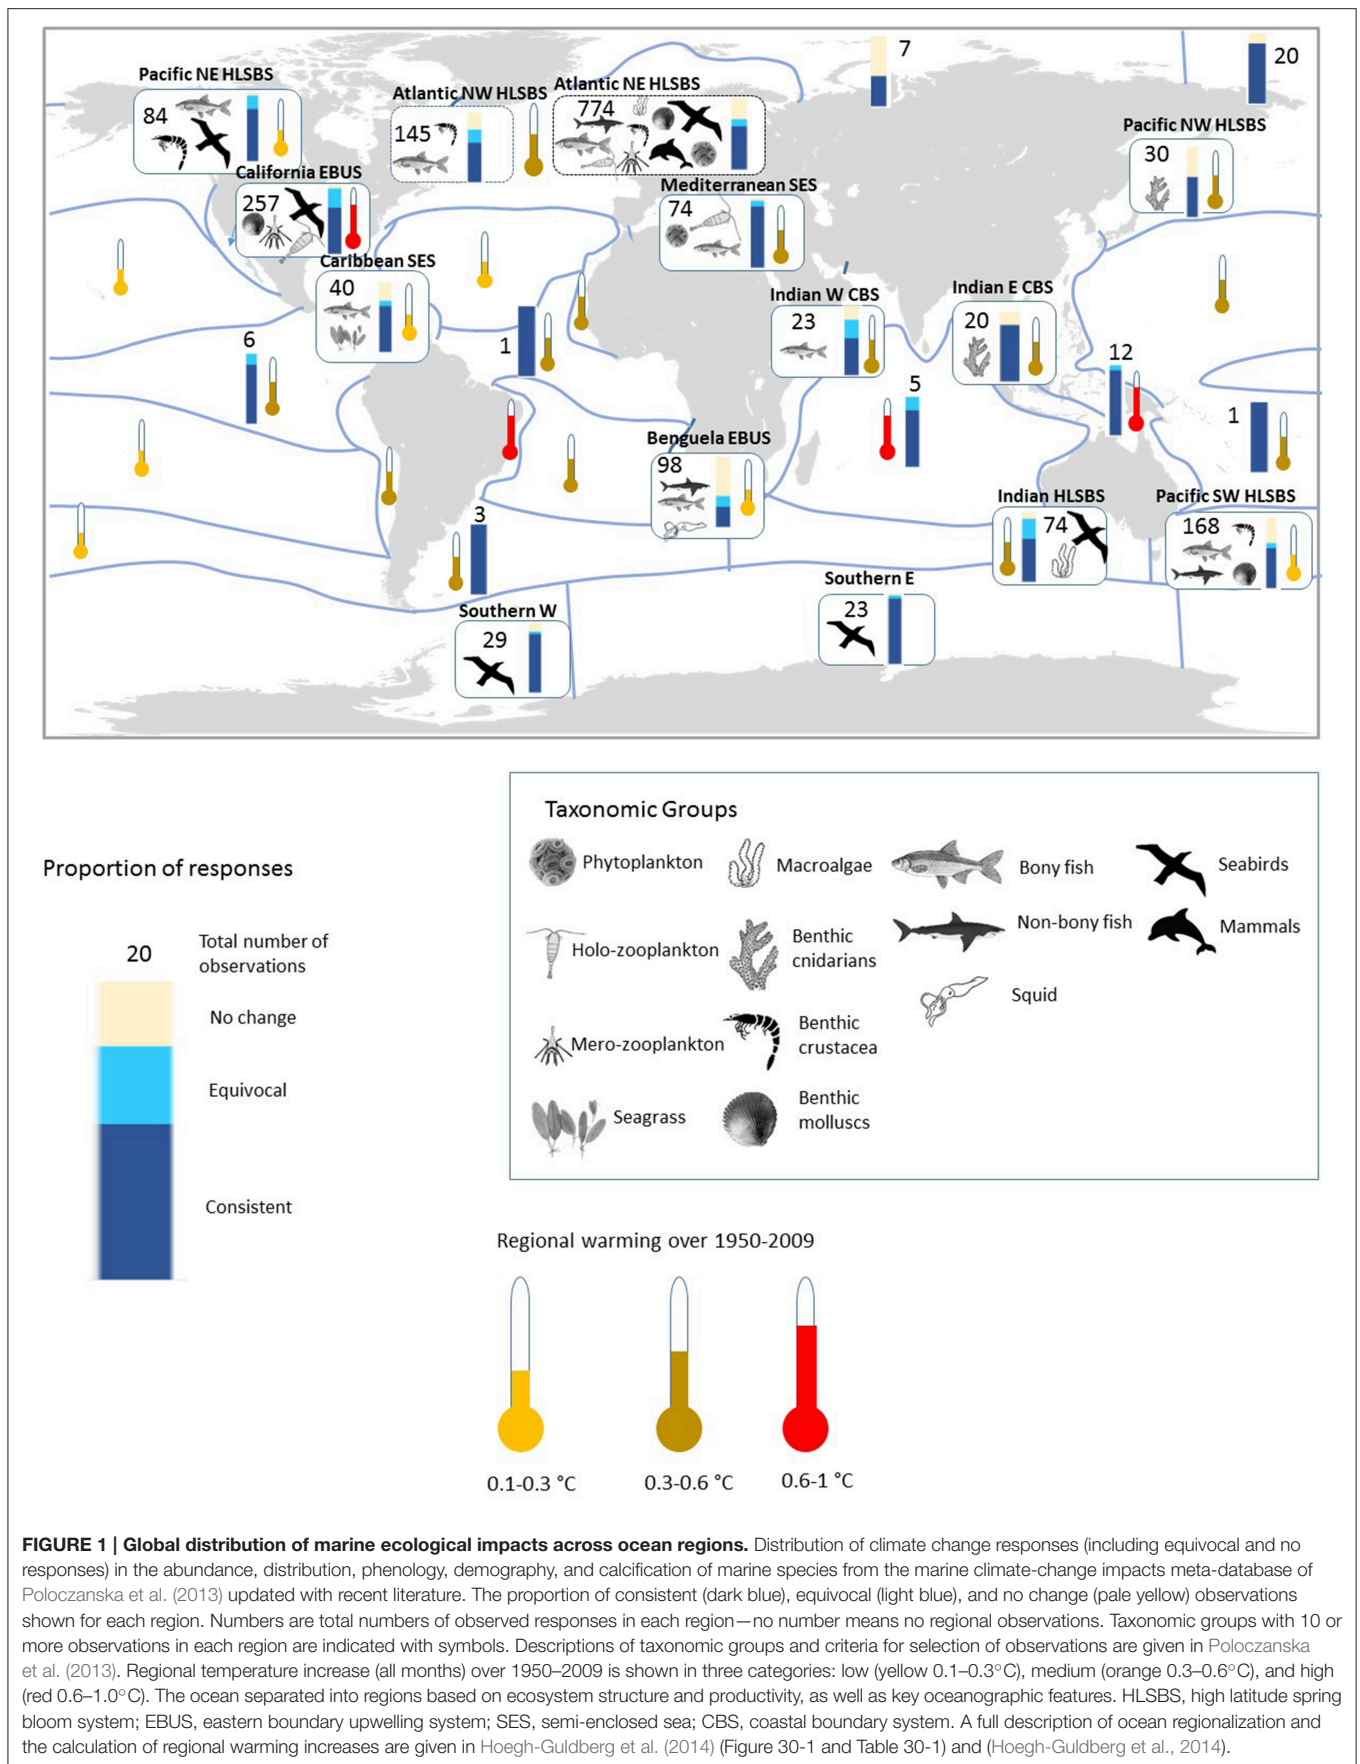 7
20
Pacific NE HLSBS
84
Atlantic NW HLSBS
145
Atlantic NE HLSBS
774
Pacific NW HLSBS
30
California EBUS
257
Mediterranean SES
74
Caribbean SES
40
Indian W CBS
23
Indian E CBS
20
6
1
12
5
1
Benguela EBUS
98
Indian HLSBS
74
Pacific SW HLSBS
168
3
Southern W
29
Southern E
23
Proportion of responses
20
Total number of
observations
No change
Equivocal
Consistent
Taxonomic Groups
Phytoplankton
Macroalgae
Bony fish
Seabirds
Holo-zooplankton
Benthic
cnidarians
Non-bony fish
Mammals
Squid
Mero-zooplankton
Benthic
crustacea
Seagrass
Benthic
molluscs
Regional warming over 1950-2009
0.1-0.3 °C
0.3-0.6 °C
0.6-1 °C
FIGURE 1 | Global distribution of marine ecological impacts across ocean regions. Distribution of climate change responses (including equivocal and no
responses) in the abundance, distribution, phenology, demography, and calcification of marine species from the marine climate-change impacts meta-database of
Poloczanska et al. (2013) updated with recent literature. The proportion of consistent (dark blue), equivocal (light blue), and no change (pale yellow) observations
shown for each region. Numbers are total numbers of observed responses in each region—no number means no regional observations. Taxonomic groups with 10 or
more observations in each region are indicated with symbols. Descriptions of taxonomic groups and criteria for selection of observations are given in Poloczanska
et al. (2013). Regional temperature increase (all months) over 1950–2009 is shown in three categories: low (yellow 0.1–0.3°C), medium (orange 0.3–0.6°C), and high
(red 0.6–1.0°C). The ocean separated into regions based on ecosystem structure and productivity, as well as key oceanographic features. HLSBS, high latitude spring
bloom system; EBUS, eastern boundary upwelling system; SES, semi-enclosed sea; CBS, coastal boundary system. A full description of ocean regionalization and
the calculation of regional warming increases are given in Hoegh-Guldberg et al. (2014) (Figure 30-1 and Table 30-1) and (Hoegh-Guldberg et al., 2014).